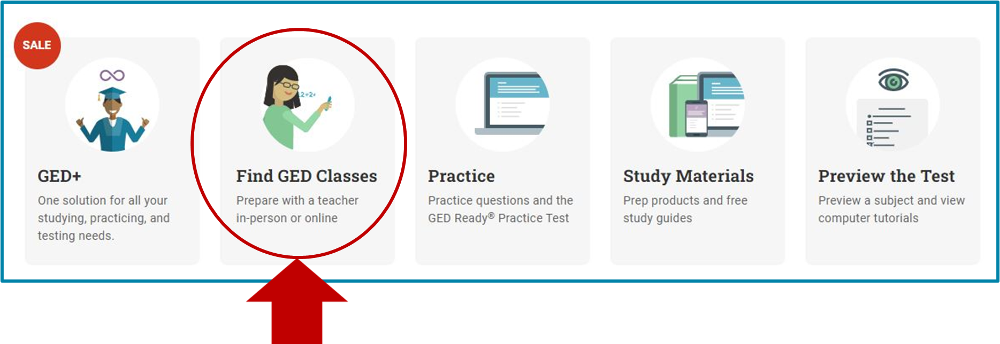 SALE
GED+
One solution for all your
studying, practicing, and
testing needs.
2+2+
Find GED Classes
Prepare with a teacher
in-person or online
Practice
Practice questions and the
GED Ready® Practice Test
Study Materials
Prep products and free
study guides
Preview the Test
Preview a subject and view
computer tutorials